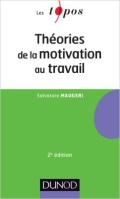 Les
tOpos
Théories
de la motivation
au travail
Salvatore MAUGERI
2e édition
DUNOD